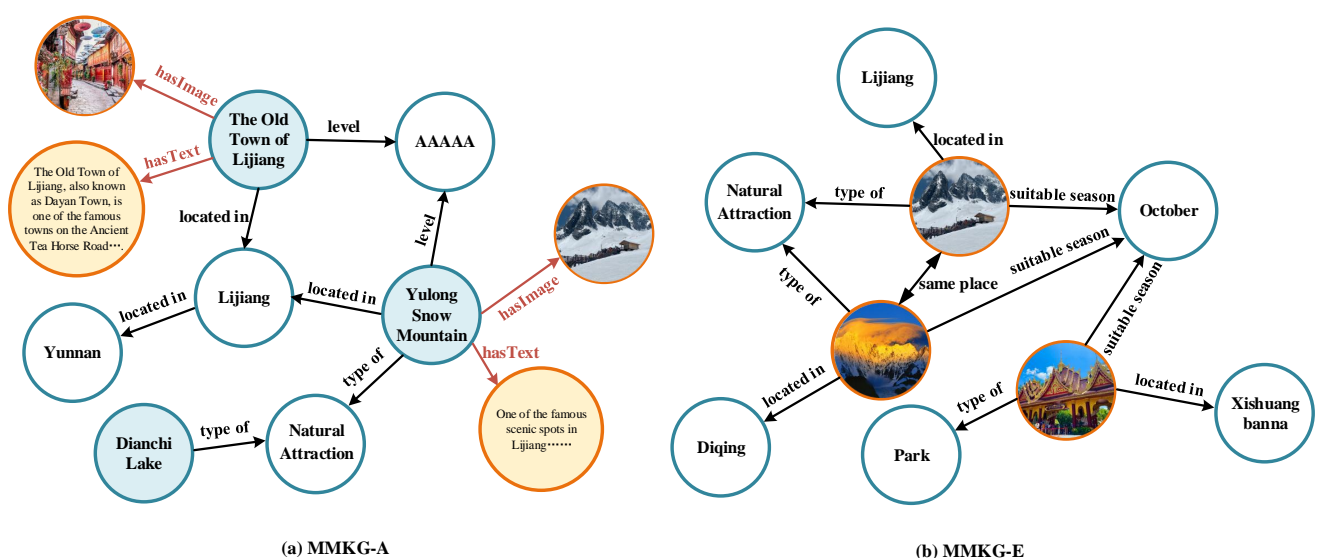 hasImage
The Old
Town of
Lijiang
level
AAAAA
hasText
The Old Town of
Lijiang, also known
as Dayan Town, is
one of the famous
towns on the Ancient
Tea Horse Road···.
located in
level
Lijiang
located in
located in
Yulong
Snow
Mountain
hasImage
Yunnan
hasText
type of
One of the famous
scenic spots in
Lijiang······
Dianchi
Lake
type of
Natural
Attraction
(a) MMKG-A
Lijiang
located in
Natural
Attraction
type of
suitable season
October
suitable season
same place
type of
suitable season
located in
located in
type of
Xishuang
banna
Diqing
Park
(b) MMKG-E